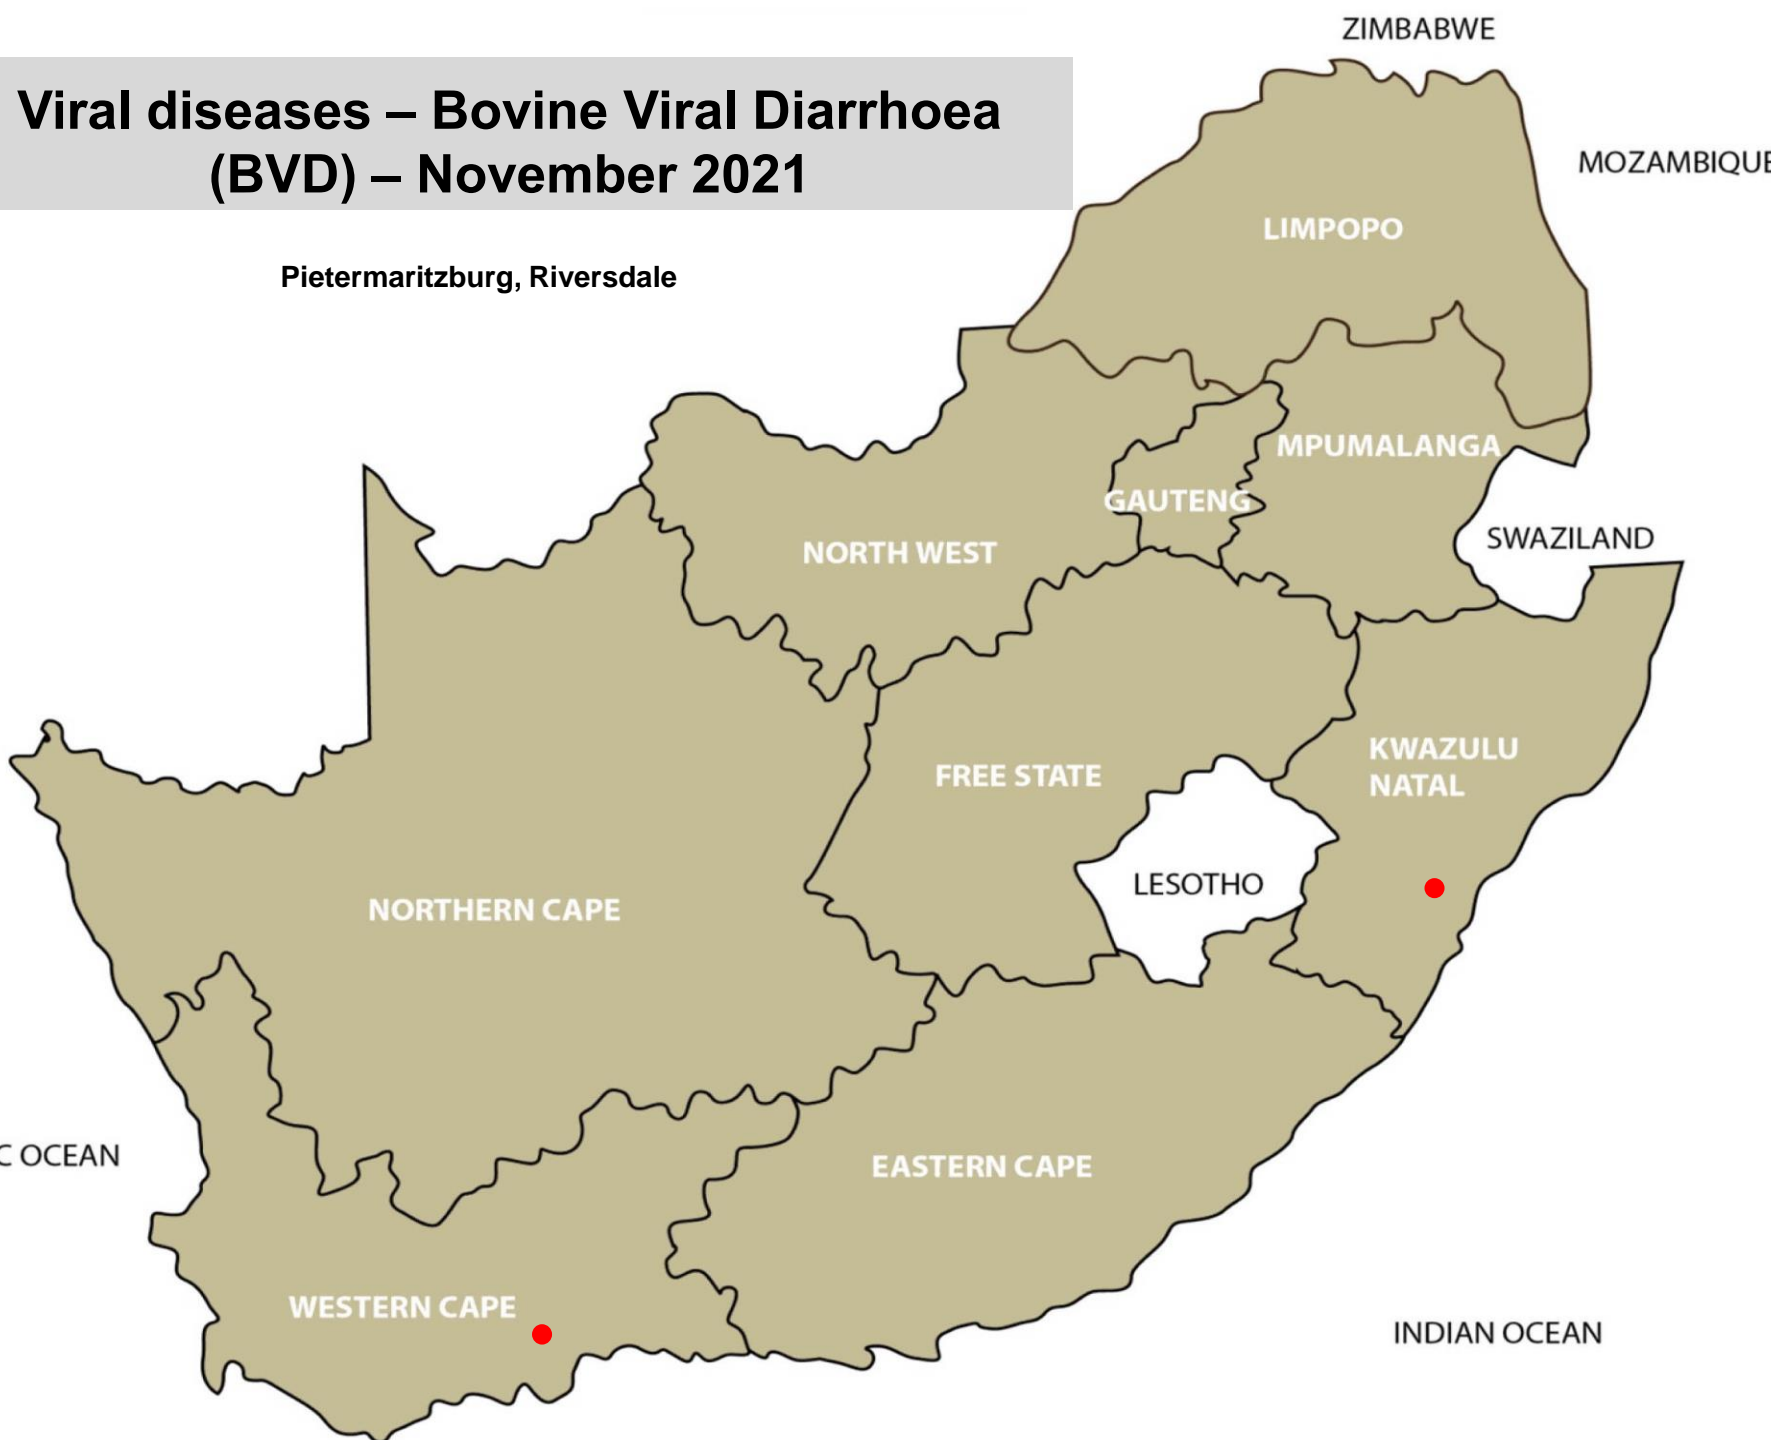 ZIMBABWE
Viral diseases – Bovine Viral Diarrhoea
(BVD) – November 2021
MOZAMBIQUE
LIMPOPO
Pietermaritzburg, Riversdale
MPUMALANGA
GAUTENG
SWAZILAND
NORTH WEST
KWAZULU
NATAL
FREE STATE
LESOTHO
NORTHERN CAPE
C OCEAN
EASTERN CAPE
WESTERN CAPE
INDIAN OCEAN